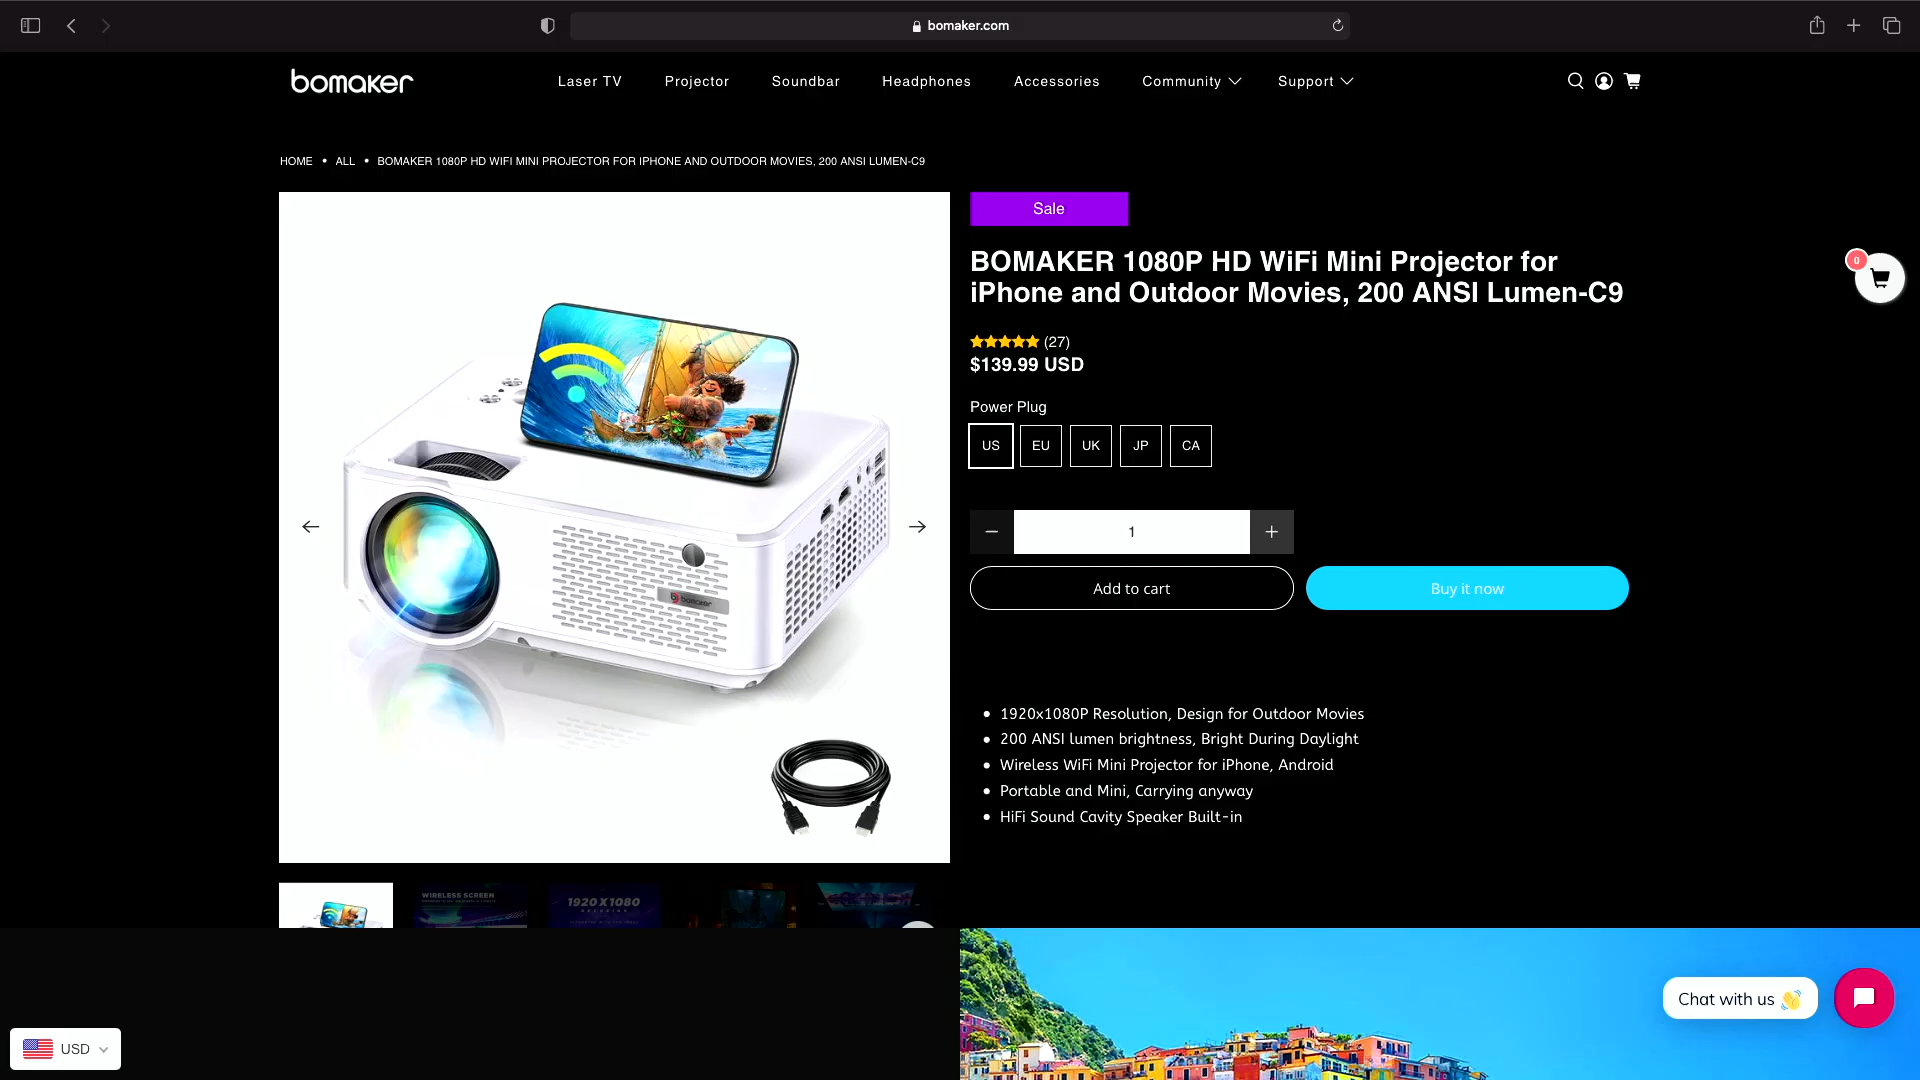 bomaker.com
bomaker
Laser TV
Projector
Soundbar
Headphones
Accessories
Community
Support
HOME • ALL • BOMAKER 1080P HD WIFI MINI PROJECTOR FOR IPHONE AND OUTDOOR MOVIES, 200 ANSI LUMEN-C9
Sale
BOMAKER 1080P HD WiFi Mini Projector for
iPhone and Outdoor Movies, 200 ANSI Lumen-C9
0
(27)
$139.99 USD
Power Plug
US
EU
UK
JP
CA
1
Add to cart
Buy it now
bomaker
• 1920x1080P Resolution, Design for Outdoor Movies
• 200 ANSI lumen brightness, Bright During Daylight
• Wireless WiFi Mini Projector for iPhone, Android
• Portable and Mini, Carrying anyway
• HiFi Sound Cavity Speaker Built-in
WIRELESS SCREEN
1920X1080
Chat with us 👋
USD